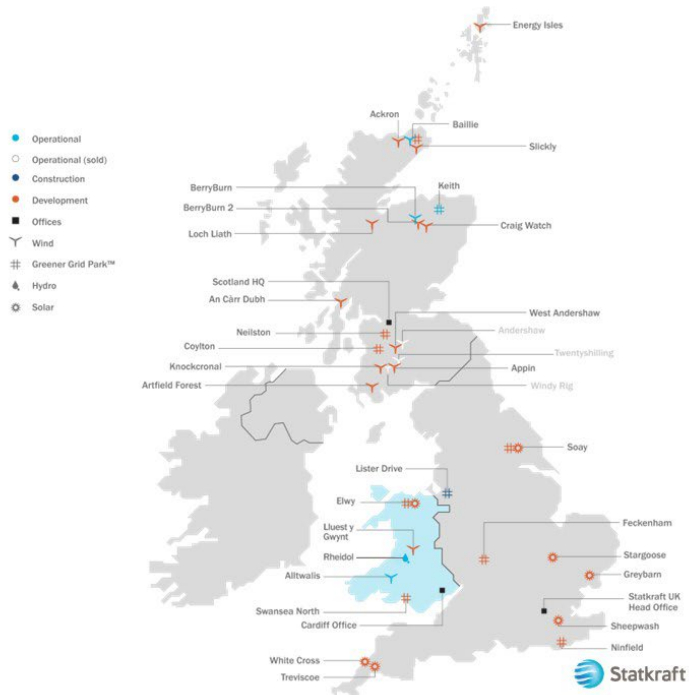 Energy Isles
Ackron
Baillie
Slickly
Operational
Operational (sold)
Construction
Development
Offices
Wind
Greener Grid Park™
Hydro
Solar
BerryBurn
Keith
BerryBurn 2
Craig Watch
Loch Liath
Scotland HQ
An Càrr Dubh
West Andershaw
Neilston
Andershaw
Coylton
Twentyshilling
Knockcronal
Appin
Artfield Forest
Windy Rig
Soay
Lister Drive
Elwy
Feckenham
Lluest y
Gwynt
Rheidol
Stargoose
Alltwalis
Greybarn
Swansea North
Statkraft UK
Head Office
Cardiff Office
Sheepwash
Ninfield
White Cross
Treviscoe
Statkraft